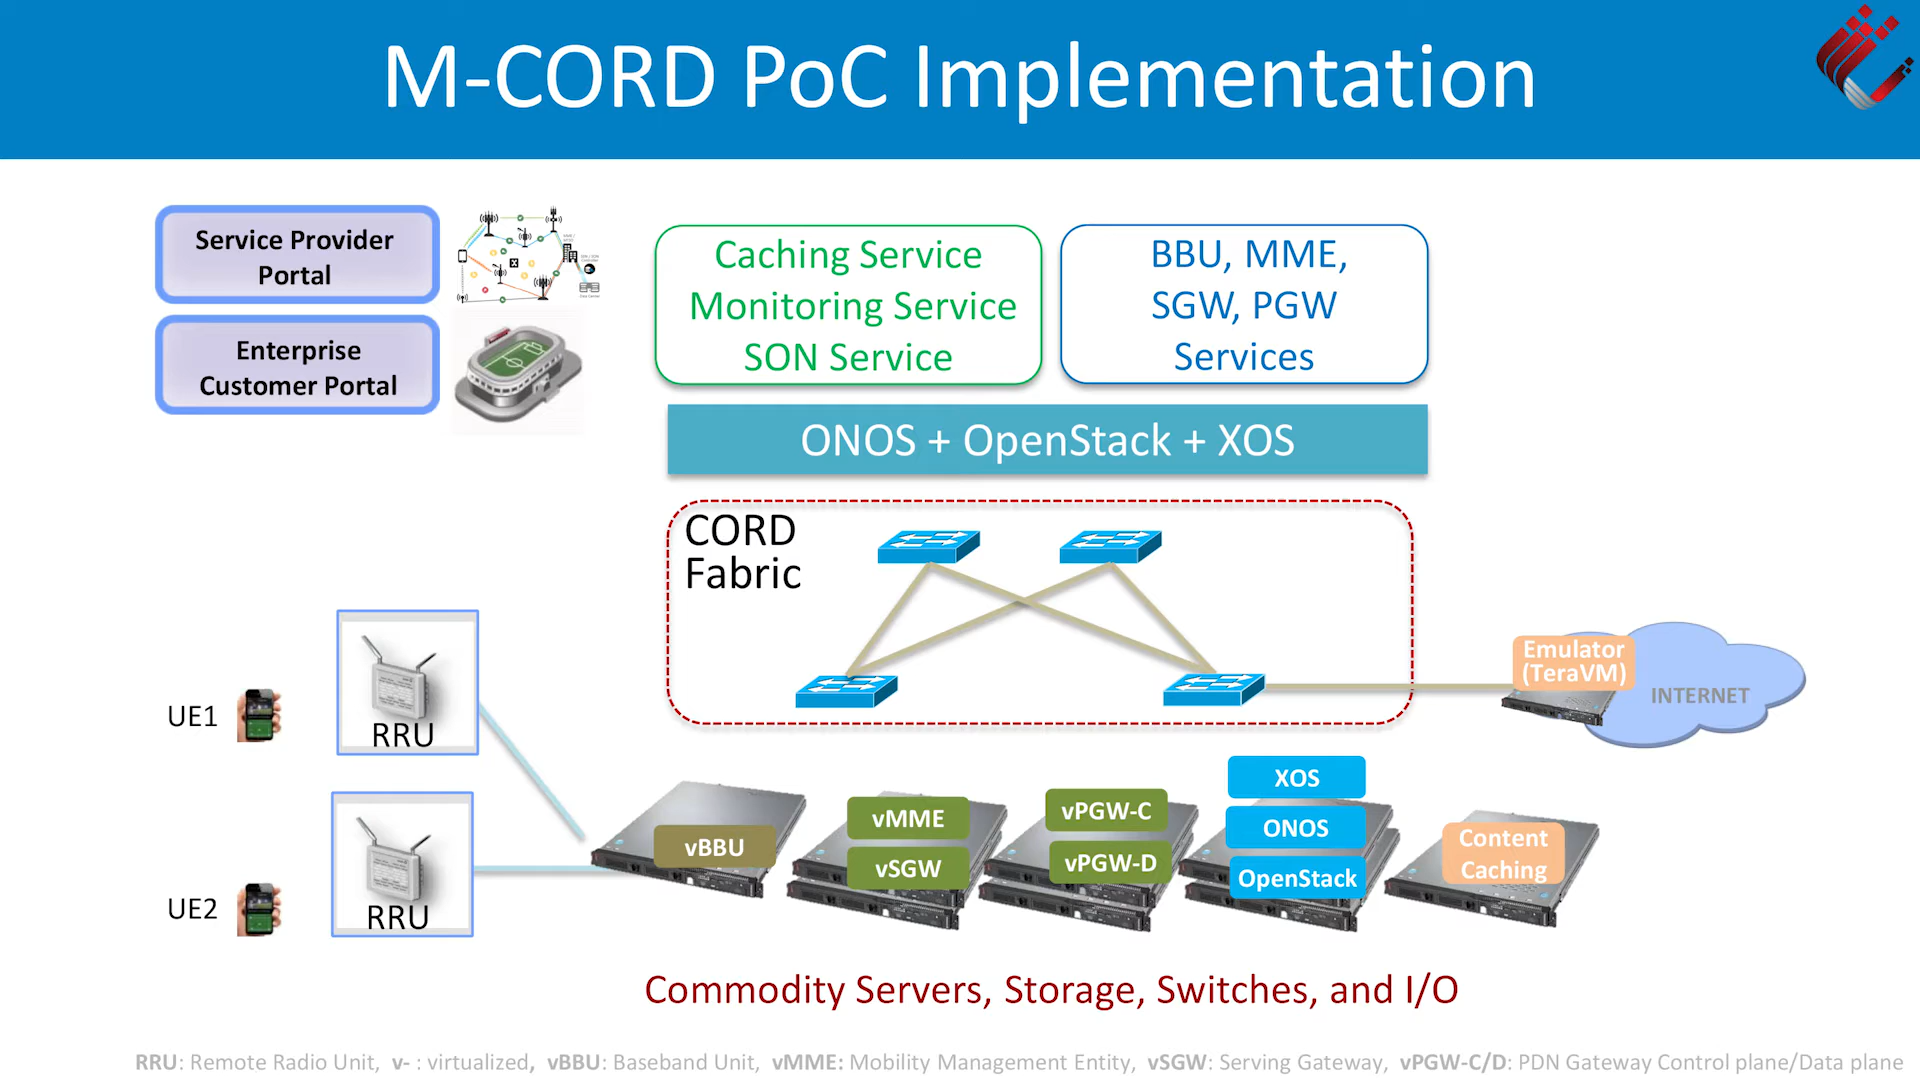 M-CORD PoC Implementation
Service Provider
Portal
Enterprise
Customer Portal
Caching Service
Monitoring Service
SON Service
BBU, MME,
SGW, PGW
Services
ONOS + OpenStack + XOS
CORD
Fabric
UE1
RRU
UE2
RRU
Emulator
(TeraVM)
INTERNET
vBBU
vMME
vSGW
vPGW-C
vPGW-D
XOS
ONOS
OpenStack
Content
Caching
Commodity Servers, Storage, Switches, and I/O
RRU: Remote Radio Unit, v- : virtualized, vBBU: Baseband Unit, vMME: Mobility Management Entity, vSGW: Serving Gateway, vPGW-C/D: PDN Gateway Control plane/Data plane